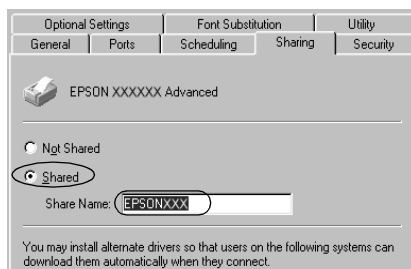 Optional Settings Font Substitution Utility
General Ports Scheduling Sharing Security
EPSON XXXXXX Advanced
Not Shared
Shared
Share Name: EPSONXXX
You may install alternate drivers so that users on the following systems can
download them automatically when they connect.